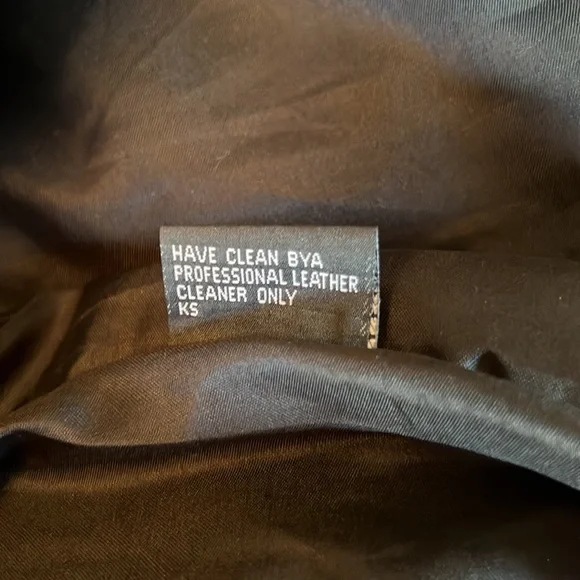 HAVE CLEAN BYA
PROFESSIONAL LEATHER
CLEANER ONLY
KS